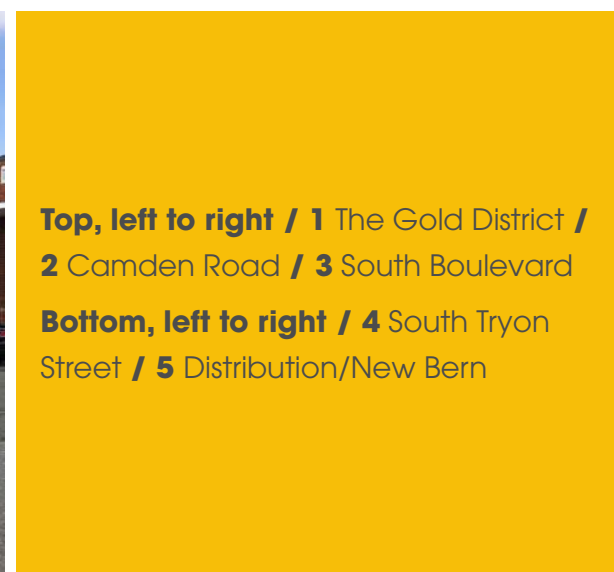 Top, left to right / 1 The Gold District /
2 Camden Road / 3 South Boulevard
Bottom, left to right / 4 South Tryon
Street / 5 Distribution/New Bern